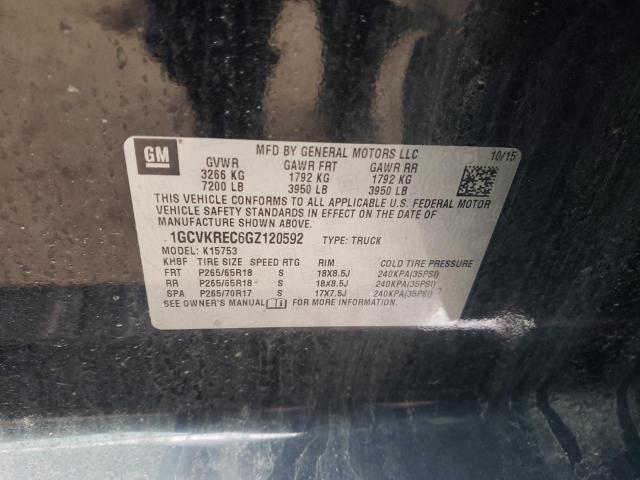 GM
MFD BY GENERAL MOTORS LLC 10/15
GVWR GAWR FRT GAWR RR
3266 KG 1792 KG 1792 KG
7200 LB 3950 LB 3950 LB
THIS VEHICLE CONFORMS TO ALL APPLICABLE U.S. FEDERAL MOTOR
VEHICLE SAFETY STANDARDS IN EFFECT ON THE DATE OF
MANUFACTURE SHOWN ABOVE.
1GCVKREC6GZ120592 TYPE: TRUCK
MODEL: K15753
KHBF TIRE SIZE SPEED RTG RIM COLD TIRE PRESSURE
FRT P265/65R18 S 18X8.5J 240KPA(35PSI)
RR P265/65R18 S 18X8.5J 240KPA(35PSI)
SPA P265/70R17 S 17X7.5J 240KPA(35PSI)
SEE OWNER'S MANUAL FOR MORE INFORMATION.